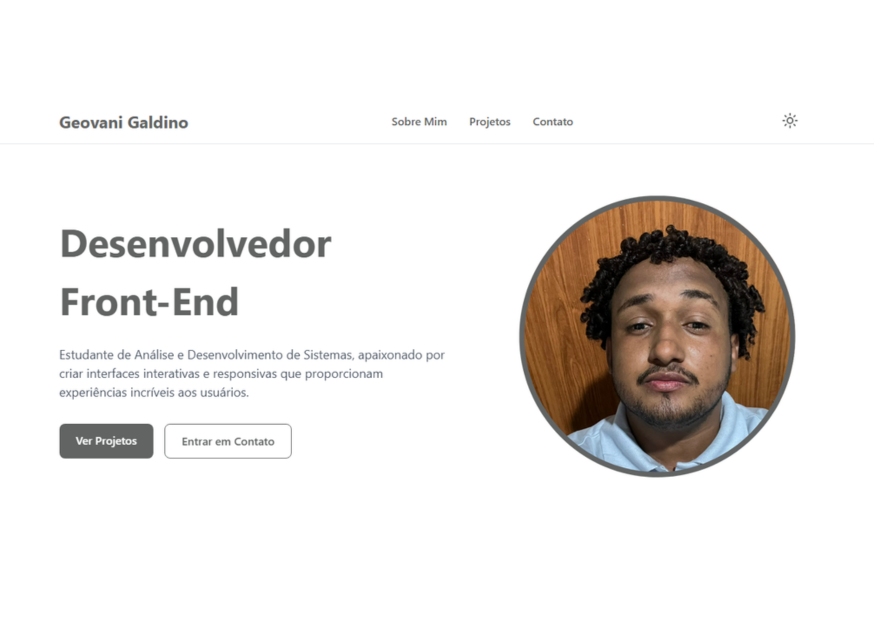 Geovani Galdino
Sobre Mim
Projetos
Contato
Desenvolvedor
Front-End
Estudante de Análise e Desenvolvimento de Sistemas, apaixonado por
criar interfaces interativas e responsivas que proporcionam
experiências incríveis aos usuários.
Ver Projetos
Entrar em Contato